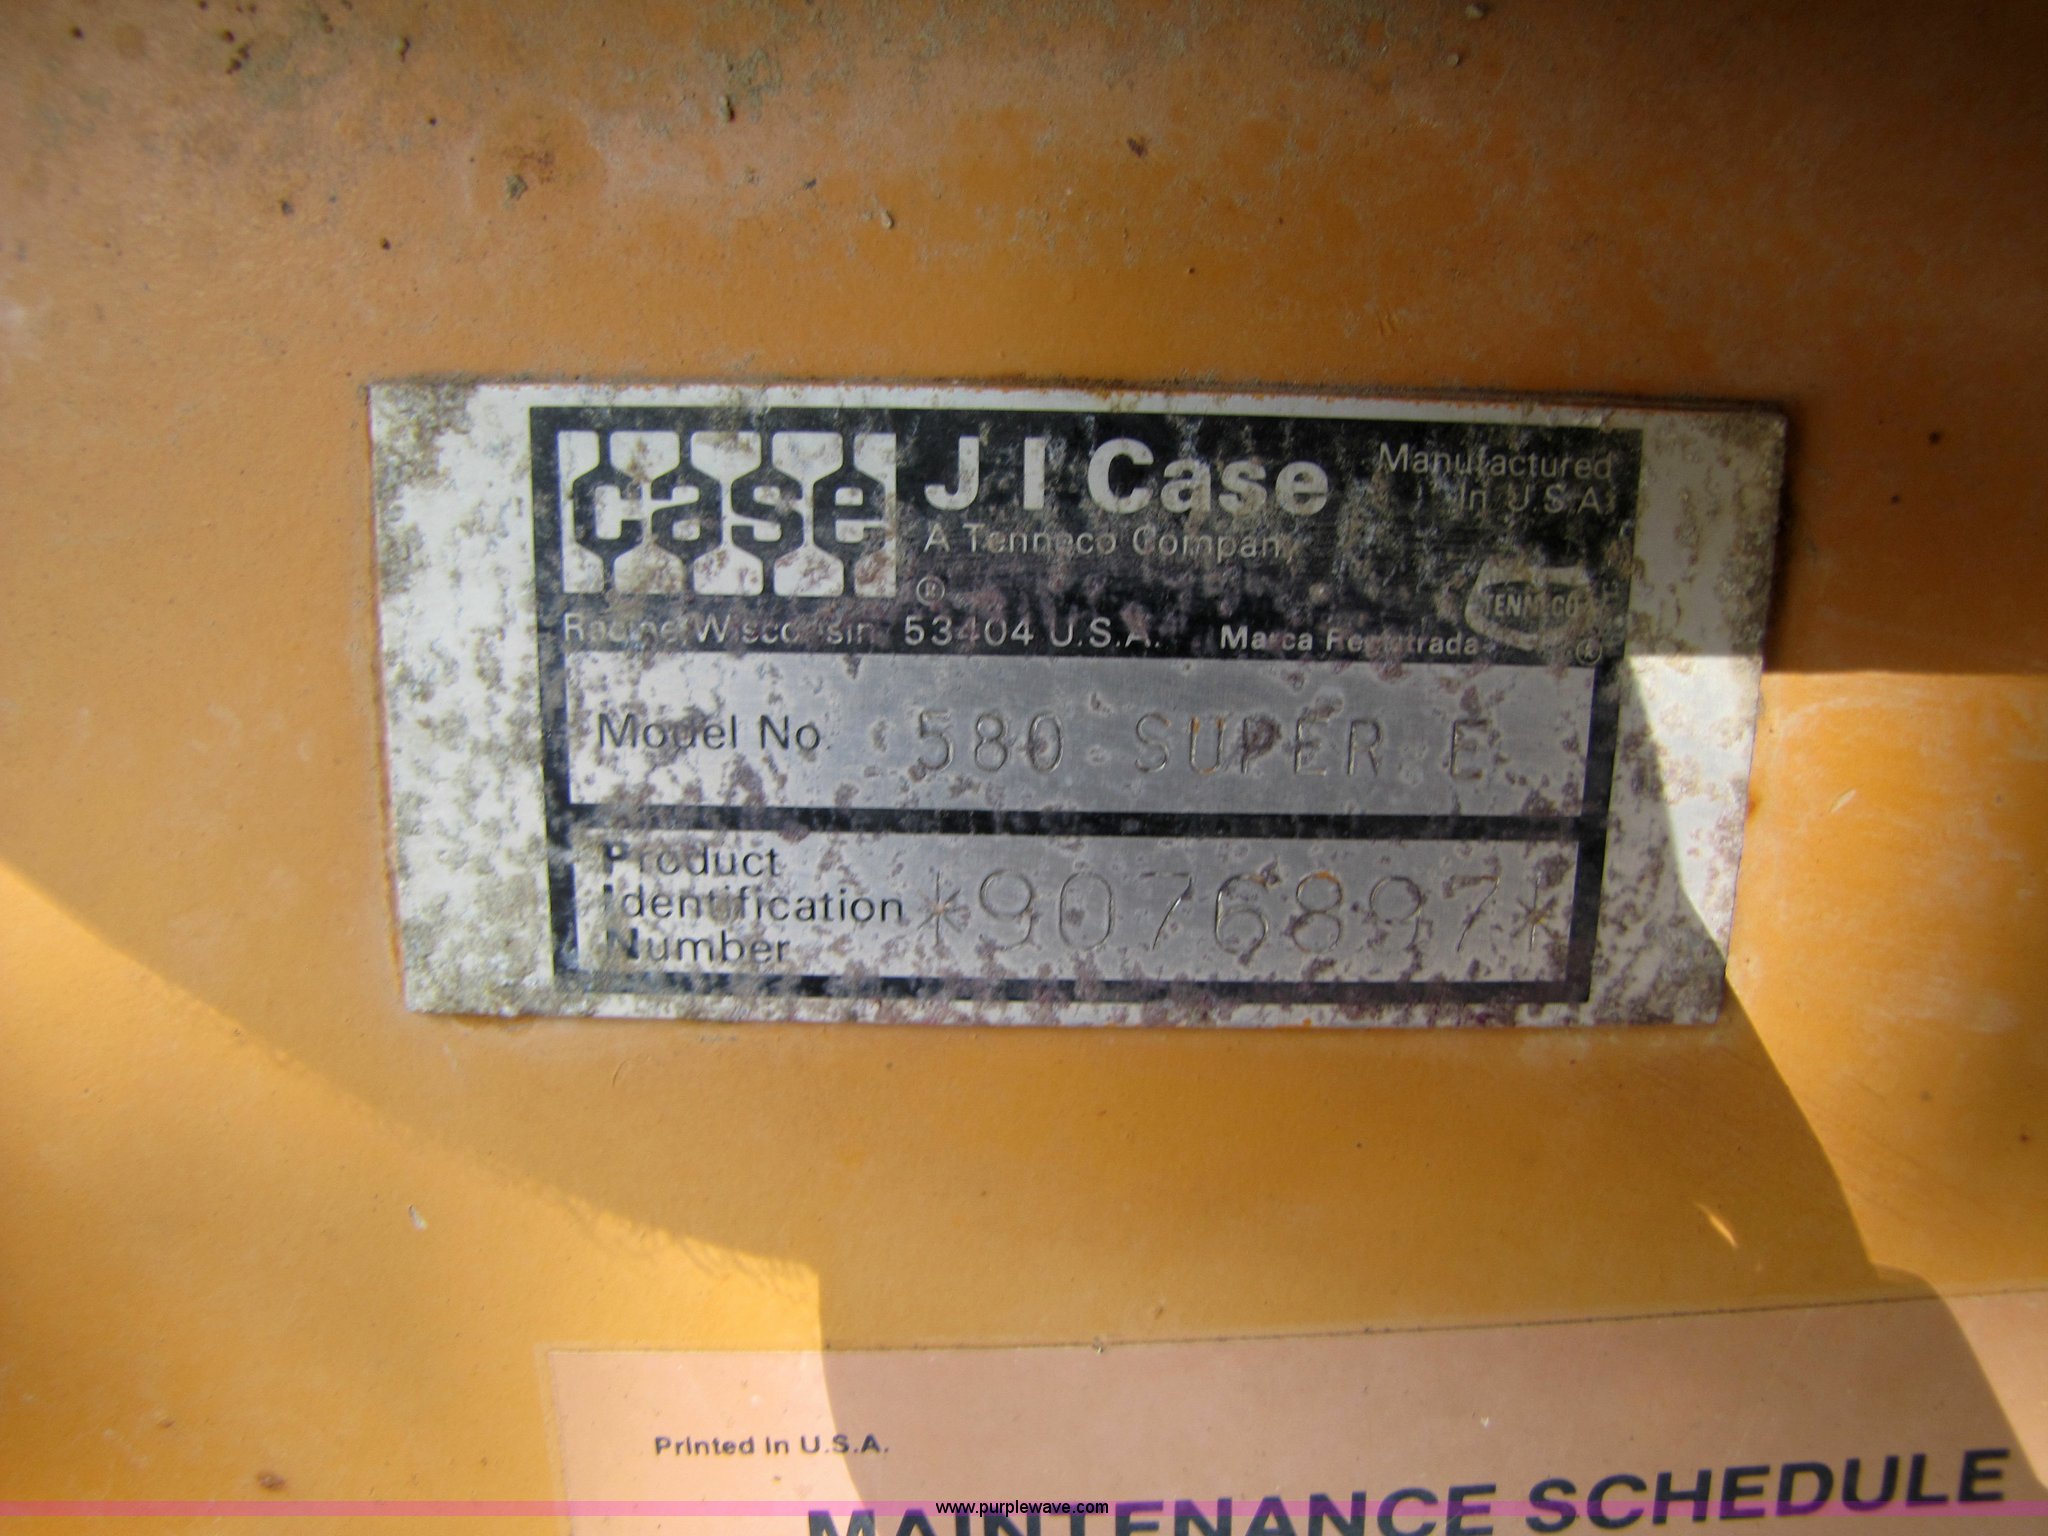 case
J I Case
Manufactured
In U.S.A.
A Tenneco Company
®
TENNECO
®
Racine, Wisconsin 53404 U.S.A. Marca Registrada
Model No. 580 SUPER E
Product
Identification
Number
*9076897*
Printed in U.S.A.
MAINTENANCE SCHEDULE
www.purplewave.com